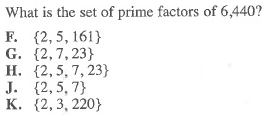 What is the set of prime factors of 6,440?
F. {2, 5, 161}
G. {2, 7, 23}
H. {2, 5, 7, 23}
J. {2, 5, 7}
K. {2, 3, 220}